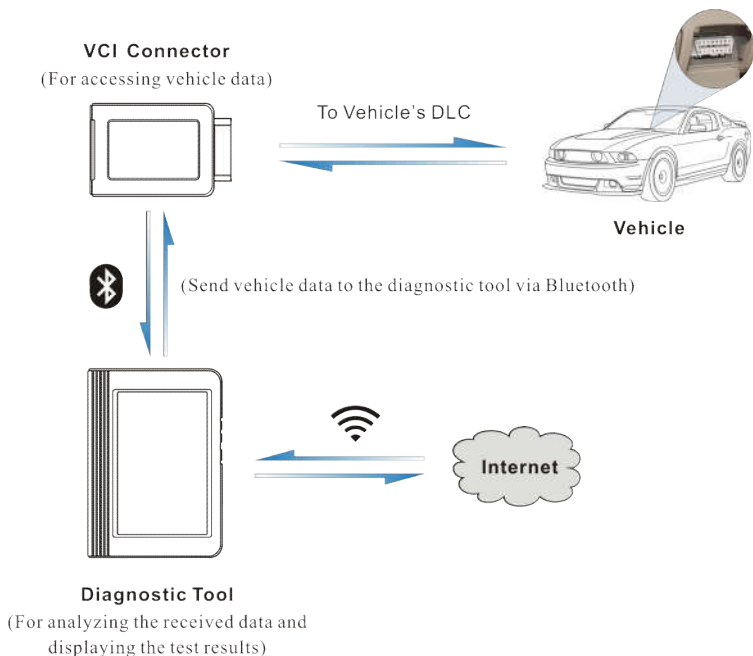 VCI Connector
(For accessing vehicle data)
To Vehicle's DLC
Vehicle
(Send vehicle data to the diagnostic tool via Bluetooth)
Internet
Diagnostic Tool
(For analyzing the received data and
displaying the test results)